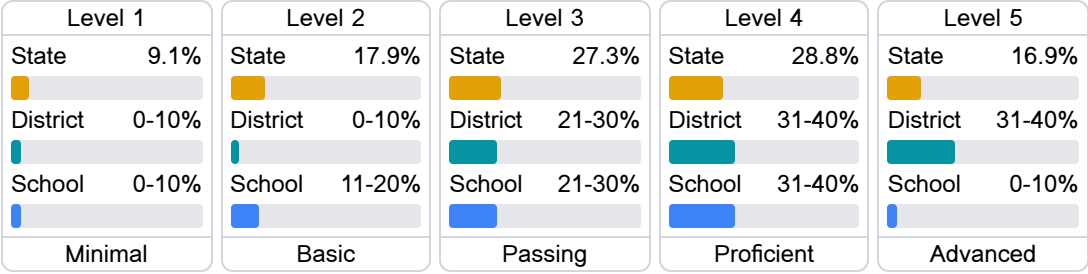 Level 1
State 9.1%
District 0-10%
School 0-10%
Minimal
Level 2
State 17.9%
District 0-10%
School 11-20%
Basic
Level 3
State 27.3%
District 21-30%
School 21-30%
Passing
Level 4
State 28.8%
District 31-40%
School 31-40%
Proficient
Level 5
State 16.9%
District 31-40%
School 0-10%
Advanced